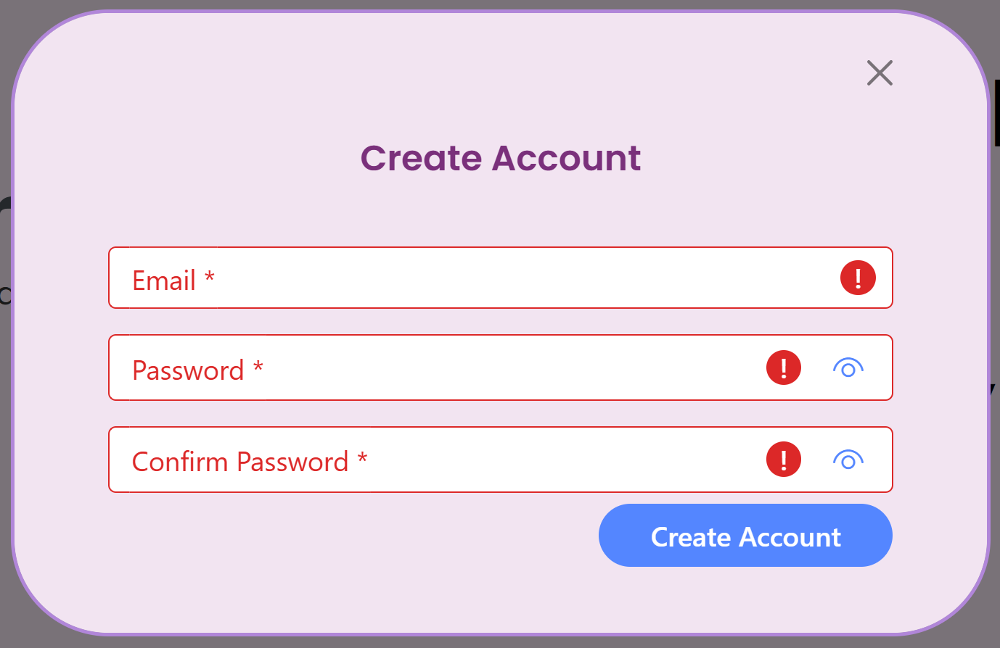 Create Account
Email *
Password *
Confirm Password *
Create Account